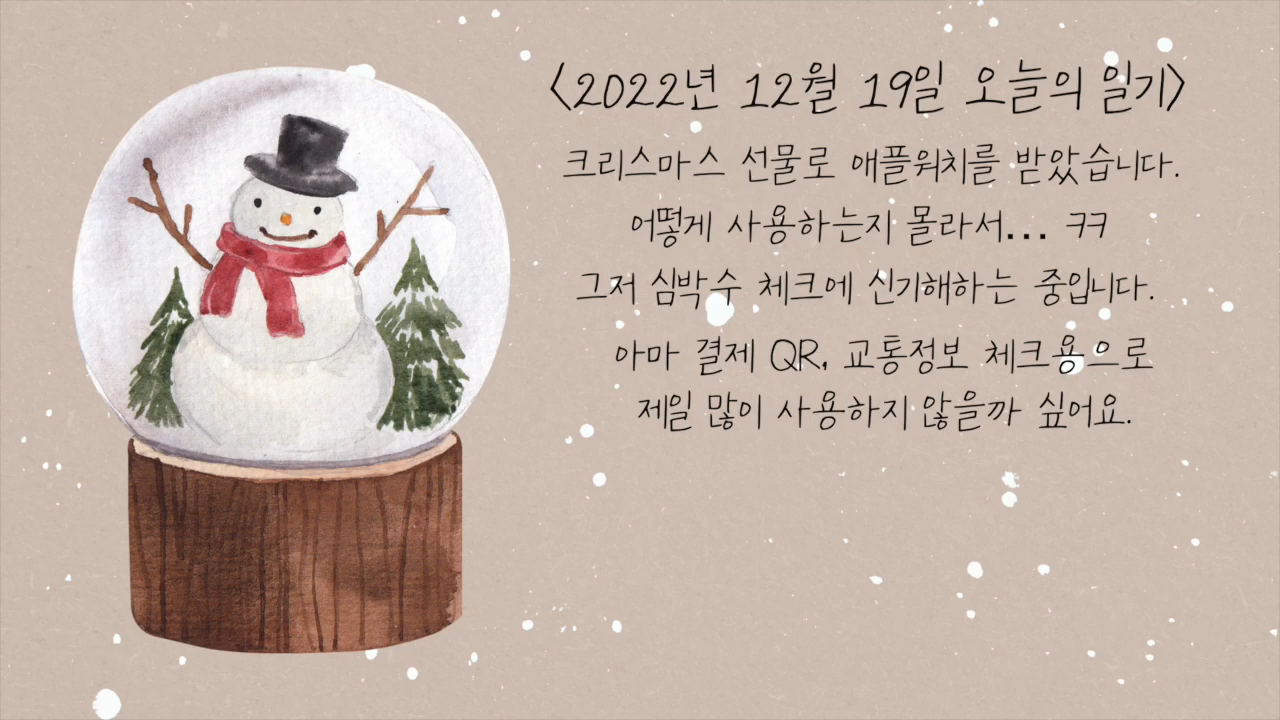 <2022년 12월 19일 오늘의 일기>
크리스마스 선물로 애플워치를 받았습니다.
어떻게 사용하는지 몰라서... ㅋㅋ
그저 심박수 체크에 신기해하는 중입니다.
아마 결제 QR, 교통정보 체크용으로
제일 많이 사용하지 않을까 싶어요.